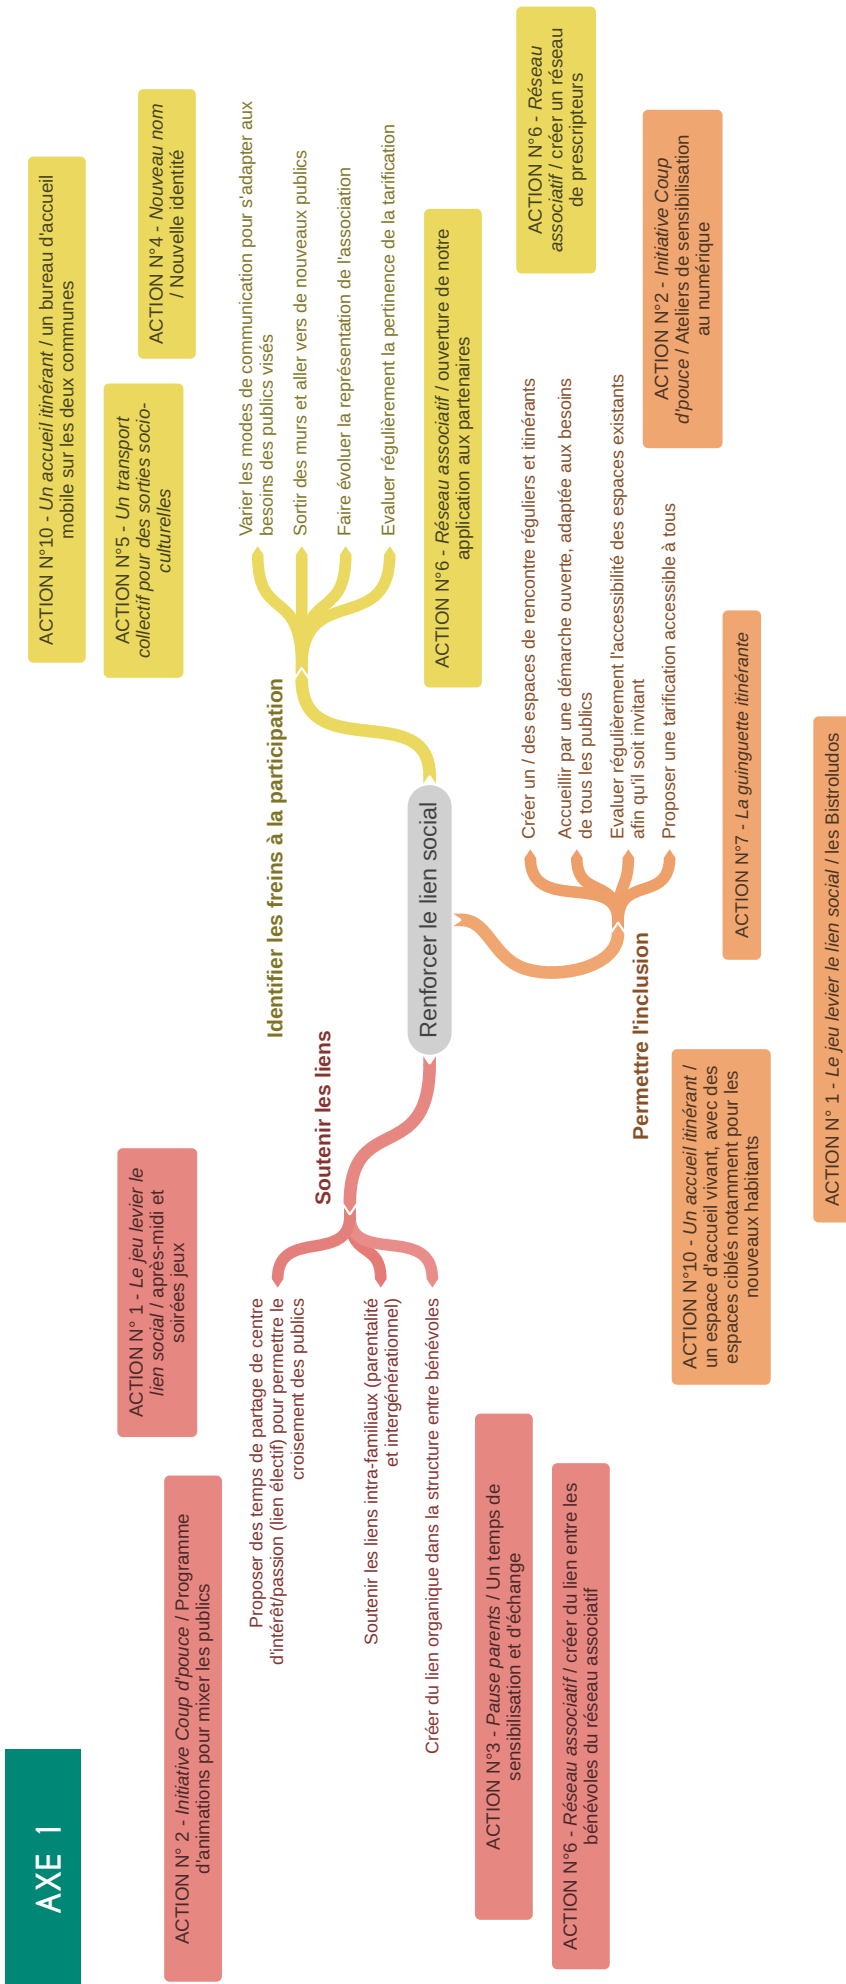 AXE 1
ACTION N° 2 - Initiative Coup d'pouce / Programme
d'animations pour mixer les publics
ACTION N° 1 - Le jeu levier le
lien social / après-midi et
soirées jeux
Soutenir les liens
Proposer des temps de partage de centre
d'intérêt/passion (lien électif) pour permettre le
croisement des publics
Soutenir les liens intra-familiaux (parentalité
et intergénérationnel)
Créer du lien organique dans la structure entre bénévoles
ACTION N°3 - Pause parents / Un temps de
sensibilisation et d'échange
ACTION N°6 - Réseau associatif / créer du lien entre les
bénévoles du réseau associatif
Renforcer le lien social
ACTION N°10 - Un accueil itinérant / un bureau d'accueil
mobile sur les deux communes
ACTION N°5 - Un transport
collectif pour des sorties socio-
culturelles
ACTION N°4 - Nouveau nom
/ Nouvelle identité
Identifier les freins à la participation
Varier les modes de communication pour s'adapter aux
besoins des publics visés
Sortir des murs et aller vers de nouveaux publics
Faire évoluer la représentation de l'association
Evaluer régulièrement la pertinence de la tarification
ACTION N°6 - Réseau associatif / ouverture de notre
application aux partenaires
ACTION N°6 - Réseau
associatif / créer un réseau
de prescripteurs
Permettre l'inclusion
Créer un / des espaces de rencontre réguliers et itinérants
Accueillir par une démarche ouverte, adaptée aux besoins
de tous les publics
Evaluer régulièrement l'accessibilité des espaces existants
afin qu'il soit invitant
Proposer une tarification accessible à tous
ACTION N°2 - Initiative Coup
d'pouce / Ateliers de sensibilisation
au numérique
ACTION N°10 - Un accueil itinérant /
un espace d'accueil vivant, avec des
espaces ciblés notamment pour les
nouveaux habitants
ACTION N°7 - La guinguette itinérante
ACTION N° 1 - Le jeu levier le lien social / les Bistroludos